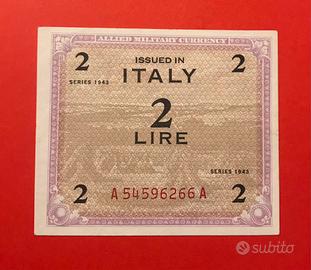 ALLIED MILITARY CURRENCY
2 ISSUED IN 2
SERIES 1943 ITALY
2
LIRE
SERIES 1943
2 2
A 54596266 A
subito